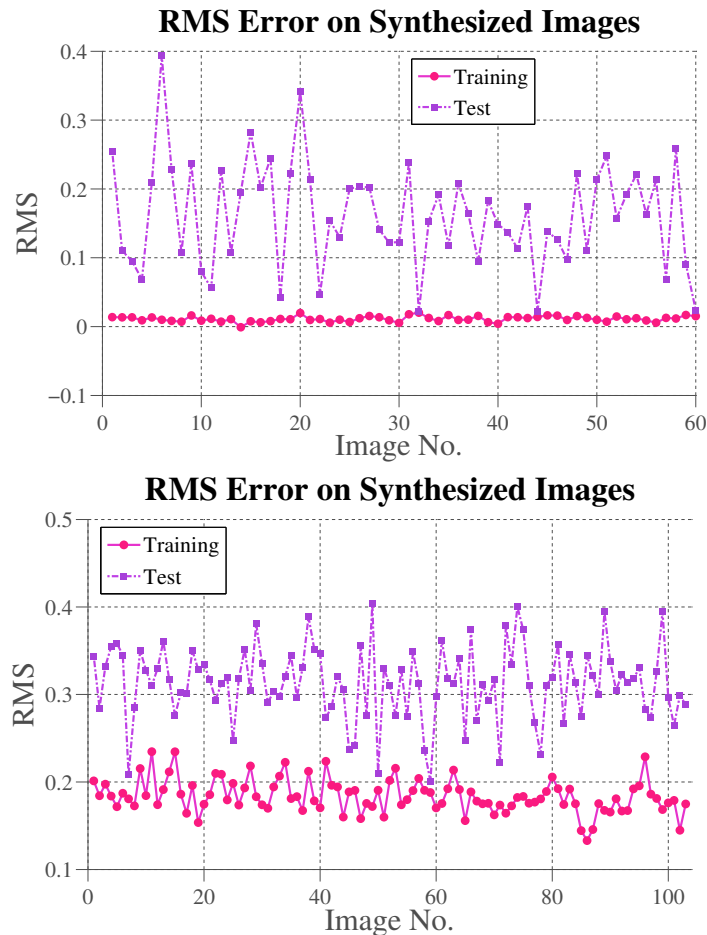 RMS Error on Synthesized Images
0.4
0.3
0.2
0.1
0
−0.1
RMS
Training
Test
0 10 20 30 40 50 60
Image No.
RMS Error on Synthesized Images
0.5
0.4
0.3
0.2
0.1
RMS
Training
Test
0 20 40 60 80 100
Image No.